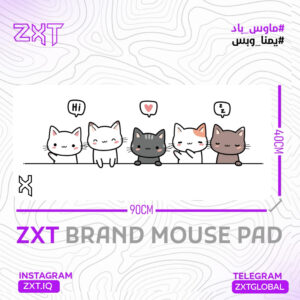 ZXT
#ماوس_باد
#يمنا_وبس
Hi
z z
40CM
90CM
ZXT BRAND MOUSE PAD
INSTAGRAM
ZXT.IQ
TELEGRAM
ZXTGLOBAL